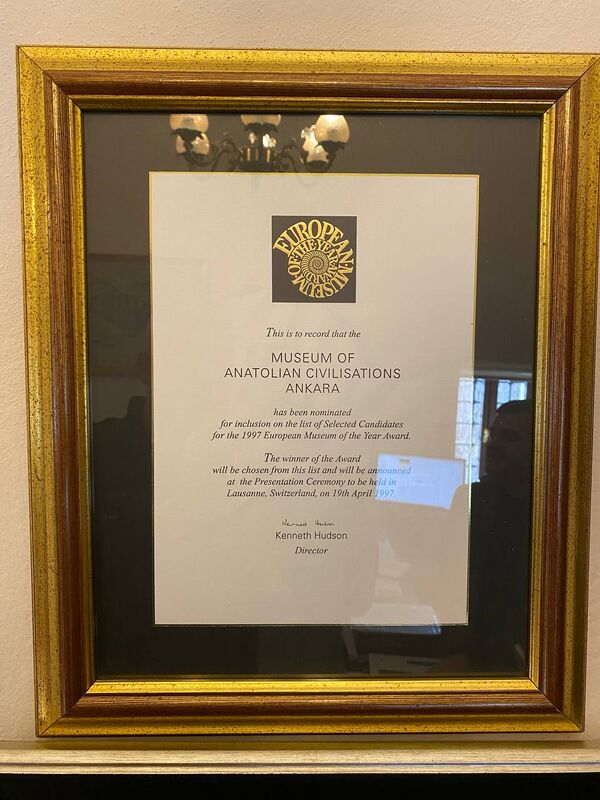 EUROPEAN MUSEUM
OF THE YEAR AWARD
This is to record that the
MUSEUM OF
ANATOLIAN CIVILISATIONS
ANKARA
has been nominated
for inclusion on the list of Selected Candidates
for the 1997 European Museum of the Year Award.
The winner of the Award
will be chosen from this list and will be announced
at the Presentation Ceremony to be held in
Lausanne, Switzerland, on 19th April 1997.
Kenneth Hudson
Kenneth Hudson
Director